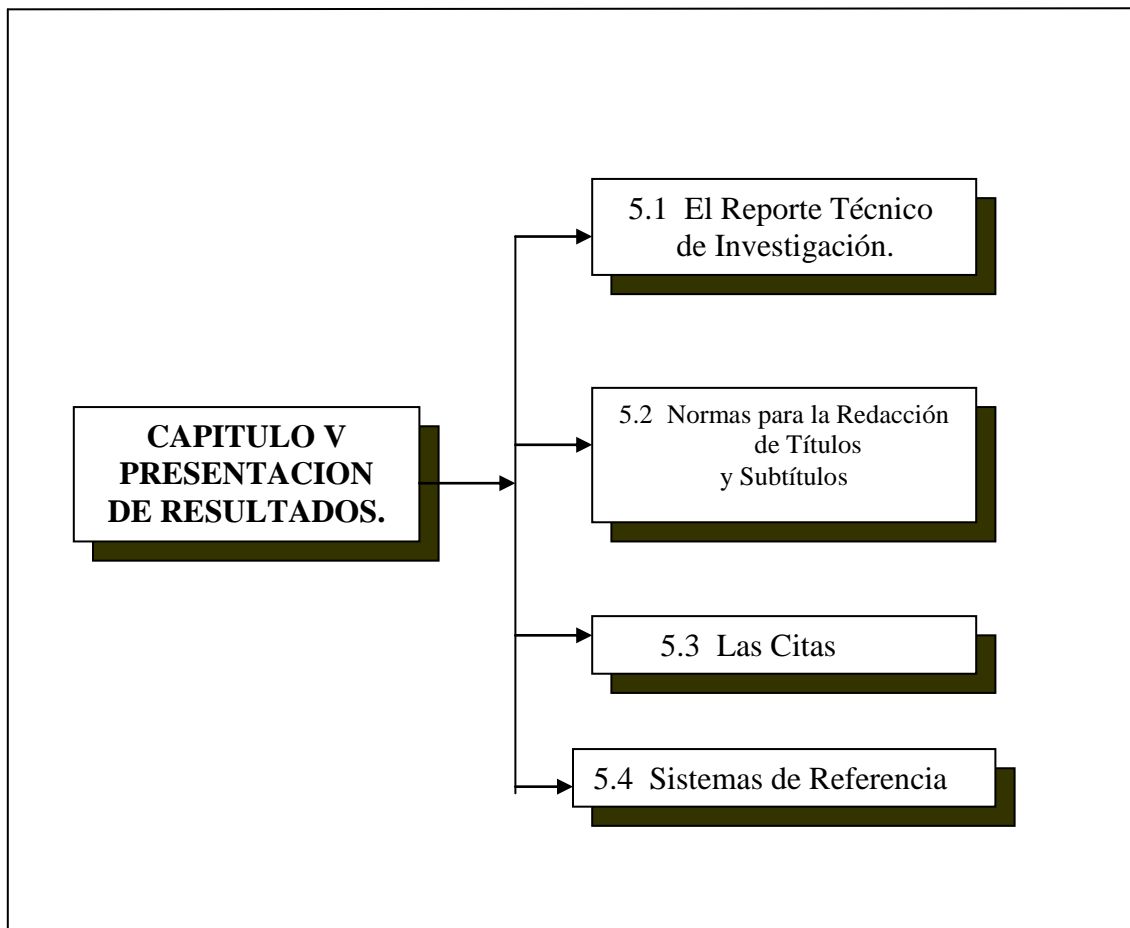 CAPITULO V
PRESENTACION
DE RESULTADOS.
5.1 El Reporte Técnico
de Investigación.
5.2 Normas para la Redacción
de Títulos
y Subtítulos
5.3 Las Citas
5.4 Sistemas de Referencia